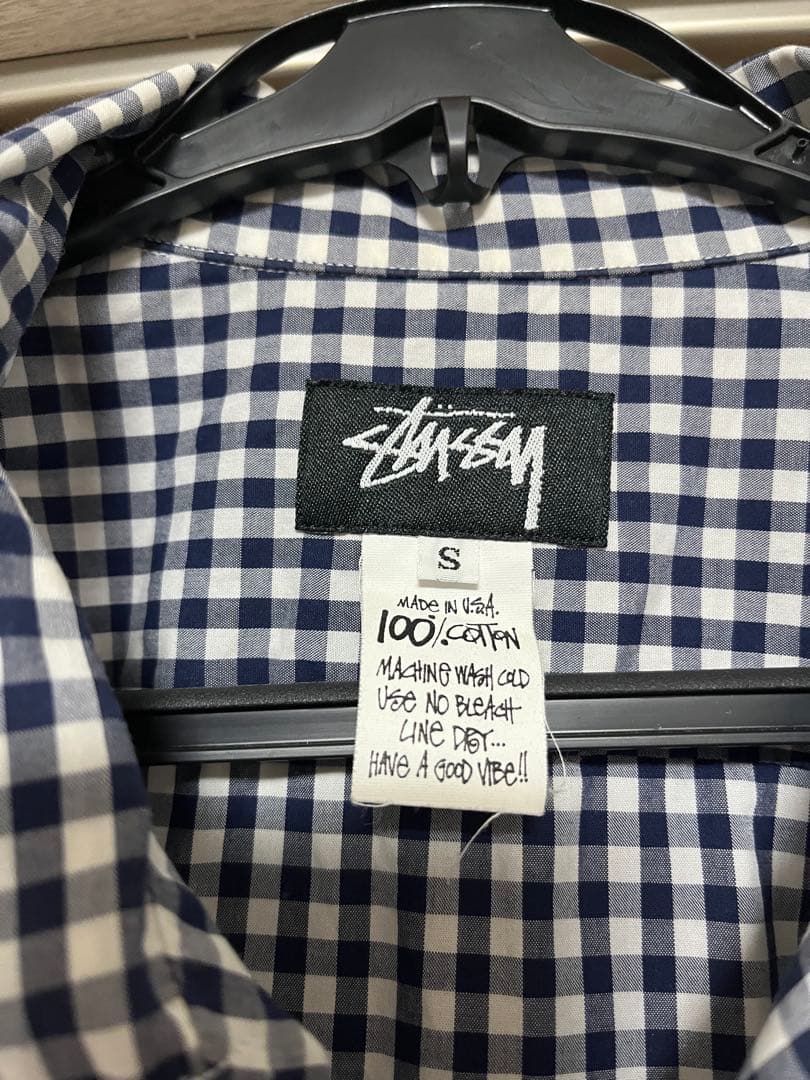 Stüssy
S
MADE IN U.S.A.
100%.COTTON
MACHINE WASH COLD
USE NO BLEACH
LINE DRY...
HAVE A GOOD VIBE!!